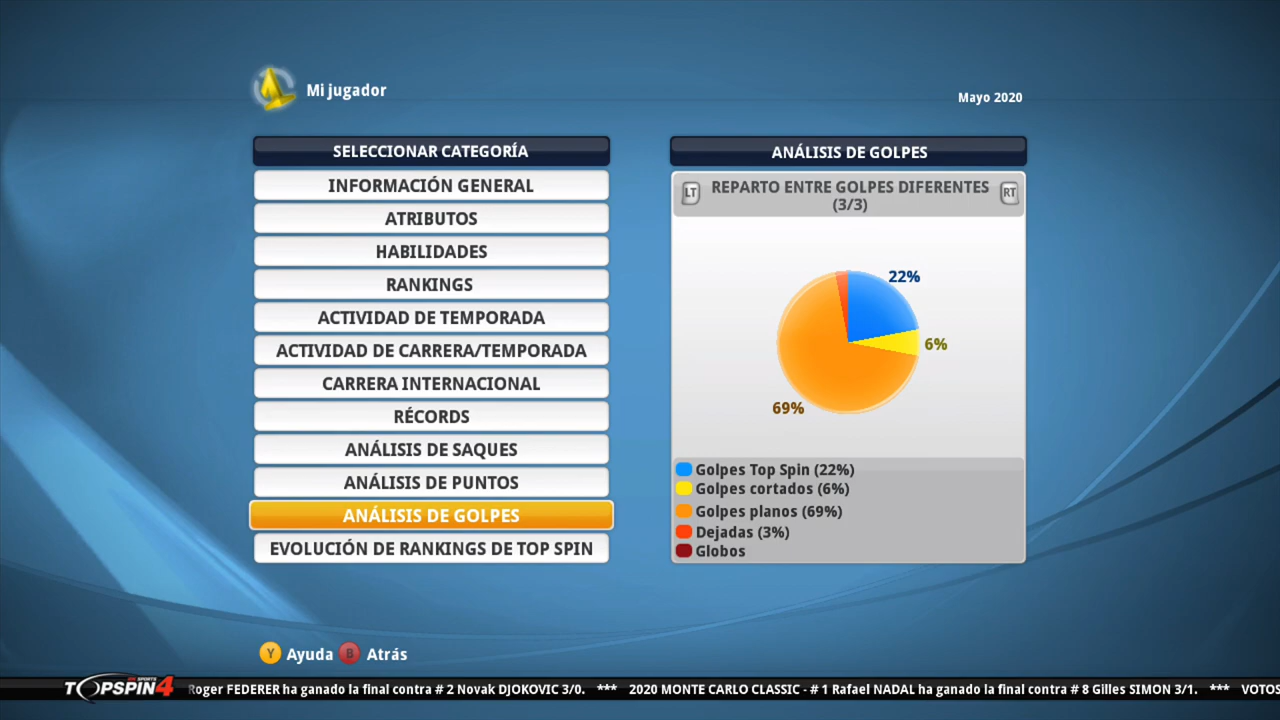 Mi jugador
Mayo 2020
SELECCIONAR CATEGORÍA
INFORMACIÓN GENERAL
ATRIBUTOS
HABILIDADES
RANKINGS
ACTIVIDAD DE TEMPORADA
ACTIVIDAD DE CARRERA/TEMPORADA
CARRERA INTERNACIONAL
RÉCORDS
ANÁLISIS DE SAQUES
ANÁLISIS DE PUNTOS
ANÁLISIS DE GOLPES
EVOLUCIÓN DE RANKINGS DE TOP SPIN
ANÁLISIS DE GOLPES
LT REPARTO ENTRE GOLPES DIFERENTES RT
(3/3)
22%
6%
69%
Golpes Top Spin (22%)
Golpes cortados (6%)
Golpes planos (69%)
Dejadas (3%)
Globos
Y Ayuda B Atrás
2K SPORTS
TOPSPIN 4 Roger FEDERER ha ganado la final contra # 2 Novak DJOKOVIC 3/0. *** 2020 MONTE CARLO CLASSIC - # 1 Rafael NADAL ha ganado la final contra # 8 Gilles SIMON 3/1. *** VOTOS